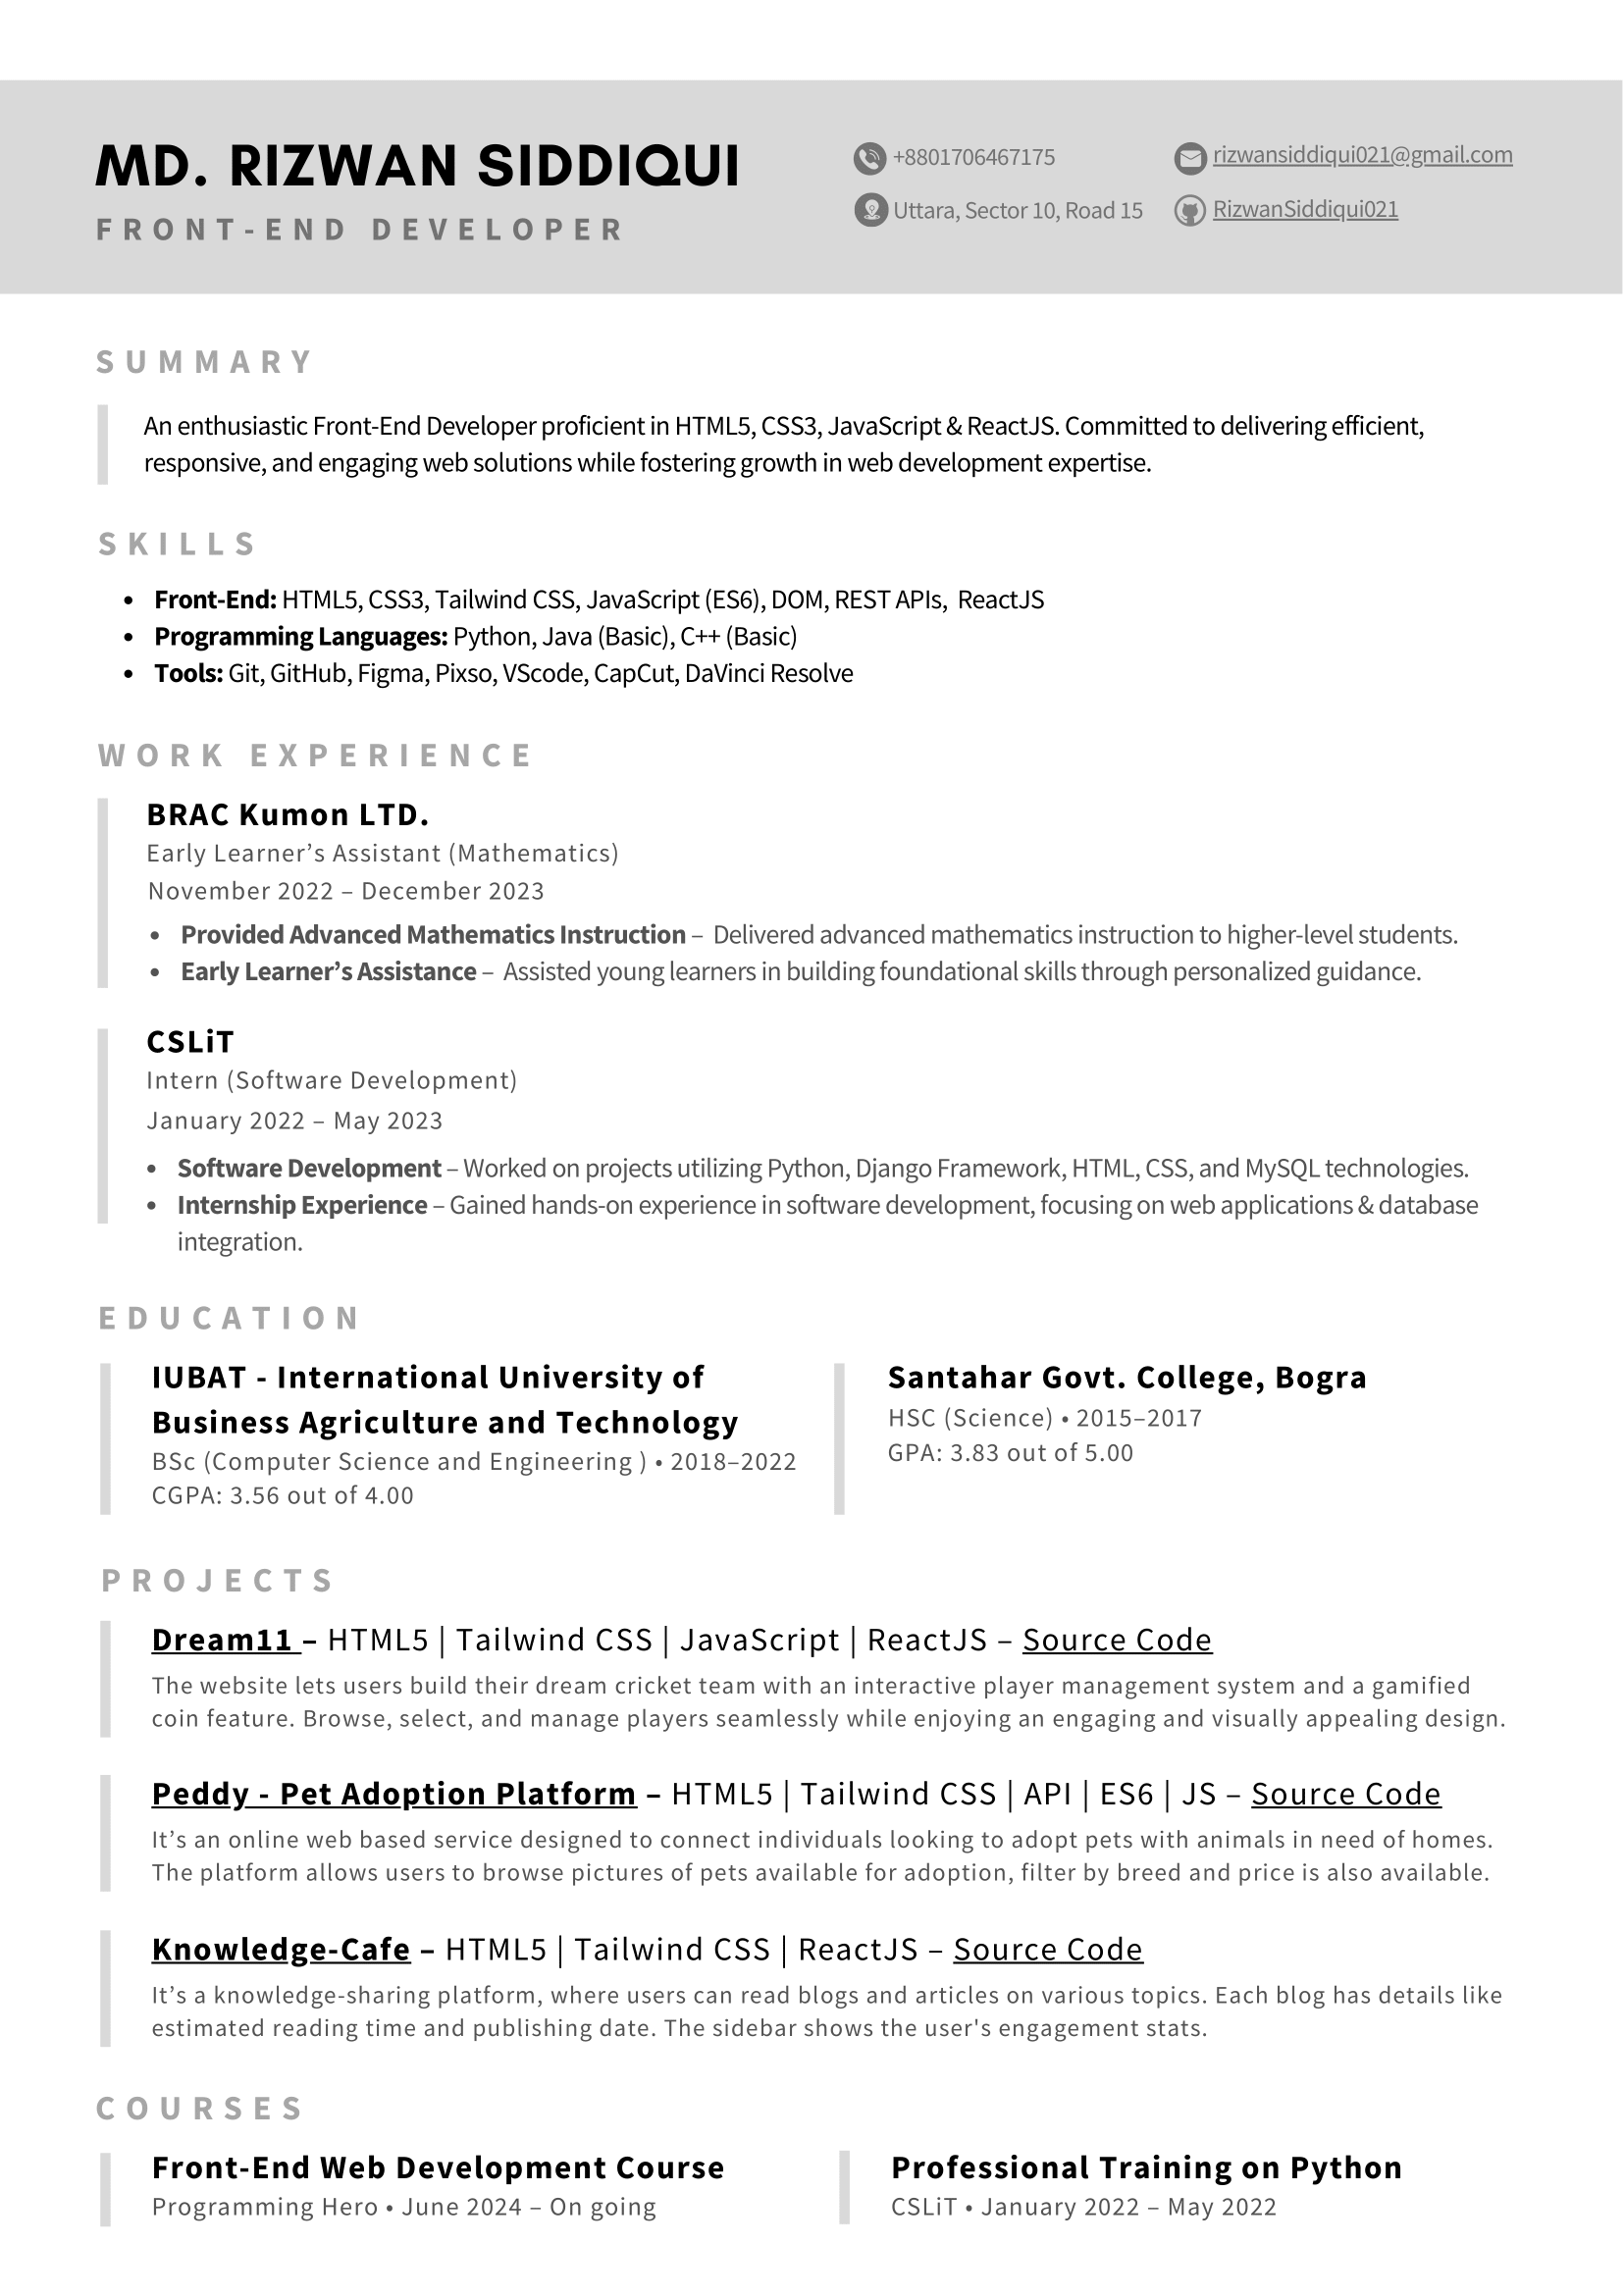 MD. RIZWAN SIDDIQUI
FRONT-END DEVELOPER
+8801706467175
rizwansiddiqui021@gmail.com
Uttara, Sector 10, Road 15
RizwanSiddiqui021
SUMMARY
An enthusiastic Front-End Developer proficient in HTML5, CSS3, JavaScript & ReactJS. Committed to delivering efficient,
responsive, and engaging web solutions while fostering growth in web development expertise.
SKILLS
• Front-End: HTML5, CSS3, Tailwind CSS, JavaScript (ES6), DOM, REST APIs, ReactJS
• Programming Languages: Python, Java (Basic), C++ (Basic)
• Tools: Git, GitHub, Figma, Pixso, VScode, CapCut, DaVinci Resolve
WORK EXPERIENCE
BRAC Kumon LTD.
Early Learner’s Assistant (Mathematics)
November 2022 – December 2023
• Provided Advanced Mathematics Instruction – Delivered advanced mathematics instruction to higher-level students.
• Early Learner’s Assistance – Assisted young learners in building foundational skills through personalized guidance.
CSLiT
Intern (Software Development)
January 2022 – May 2023
• Software Development – Worked on projects utilizing Python, Django Framework, HTML, CSS, and MySQL technologies.
• Internship Experience – Gained hands-on experience in software development, focusing on web applications & database
integration.
EDUCATION
IUBAT - International University of
Business Agriculture and Technology
BSc (Computer Science and Engineering ) • 2018–2022
CGPA: 3.56 out of 4.00
Santahar Govt. College, Bogra
HSC (Science) • 2015–2017
GPA: 3.83 out of 5.00
PROJECTS
Dream11 – HTML5 | Tailwind CSS | JavaScript | ReactJS – Source Code
The website lets users build their dream cricket team with an interactive player management system and a gamified
coin feature. Browse, select, and manage players seamlessly while enjoying an engaging and visually appealing design.
Peddy - Pet Adoption Platform – HTML5 | Tailwind CSS | API | ES6 | JS – Source Code
It’s an online web based service designed to connect individuals looking to adopt pets with animals in need of homes.
The platform allows users to browse pictures of pets available for adoption, filter by breed and price is also available.
Knowledge-Cafe – HTML5 | Tailwind CSS | ReactJS – Source Code
It’s a knowledge-sharing platform, where users can read blogs and articles on various topics. Each blog has details like
estimated reading time and publishing date. The sidebar shows the user's engagement stats.
COURSES
Front-End Web Development Course
Programming Hero • June 2024 – On going
Professional Training on Python
CSLiT • January 2022 – May 2022